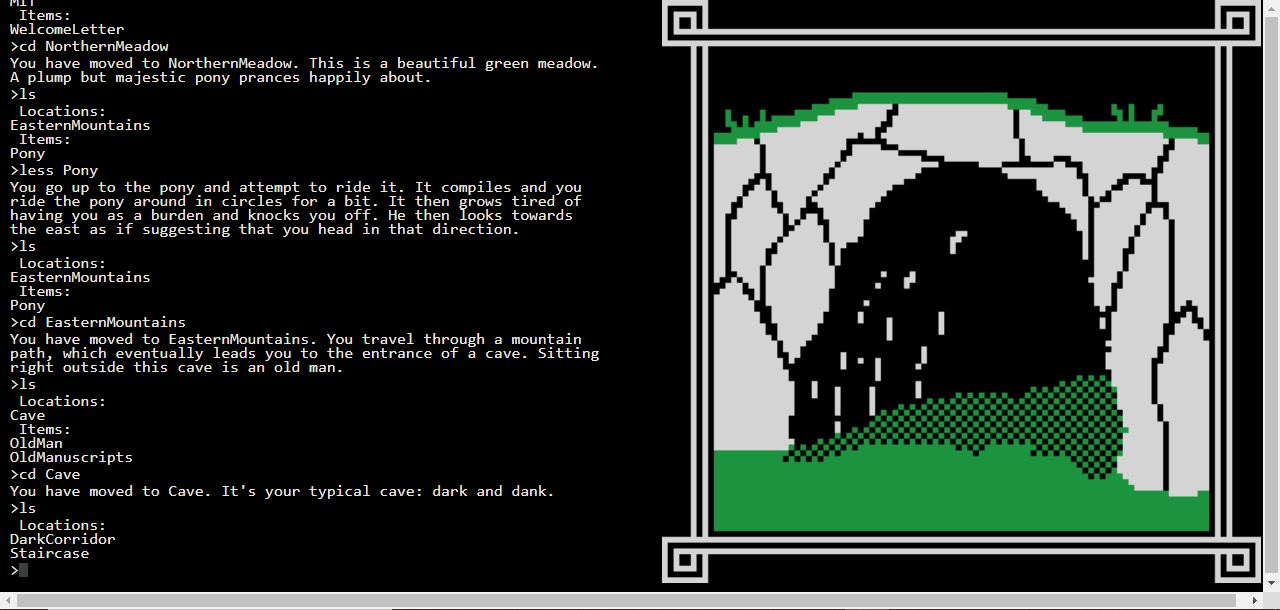 MIT
 Items:
WelcomeLetter
>cd NorthernMeadow
You have moved to NorthernMeadow. This is a beautiful green meadow.
A plump but majestic pony prances happily about.
>ls
 Locations:
EasternMountains
 Items:
Pony
>less Pony
You go up to the pony and attempt to ride it. It compiles and you
ride the pony around in circles for a bit. It then grows tired of
having you as a burden and knocks you off. He then looks towards
the east as if suggesting that you head in that direction.
>ls
 Locations:
EasternMountains
 Items:
Pony
>cd EasternMountains
You have moved to EasternMountains. You travel through a mountain
path, which eventually leads you to the entrance of a cave. Sitting
right outside this cave is an old man.
>ls
 Locations:
Cave
 Items:
OldMan
OldManuscripts
>cd Cave
You have moved to Cave. It's your typical cave: dark and dank.
>ls
 Locations:
DarkCorridor
Staircase
>